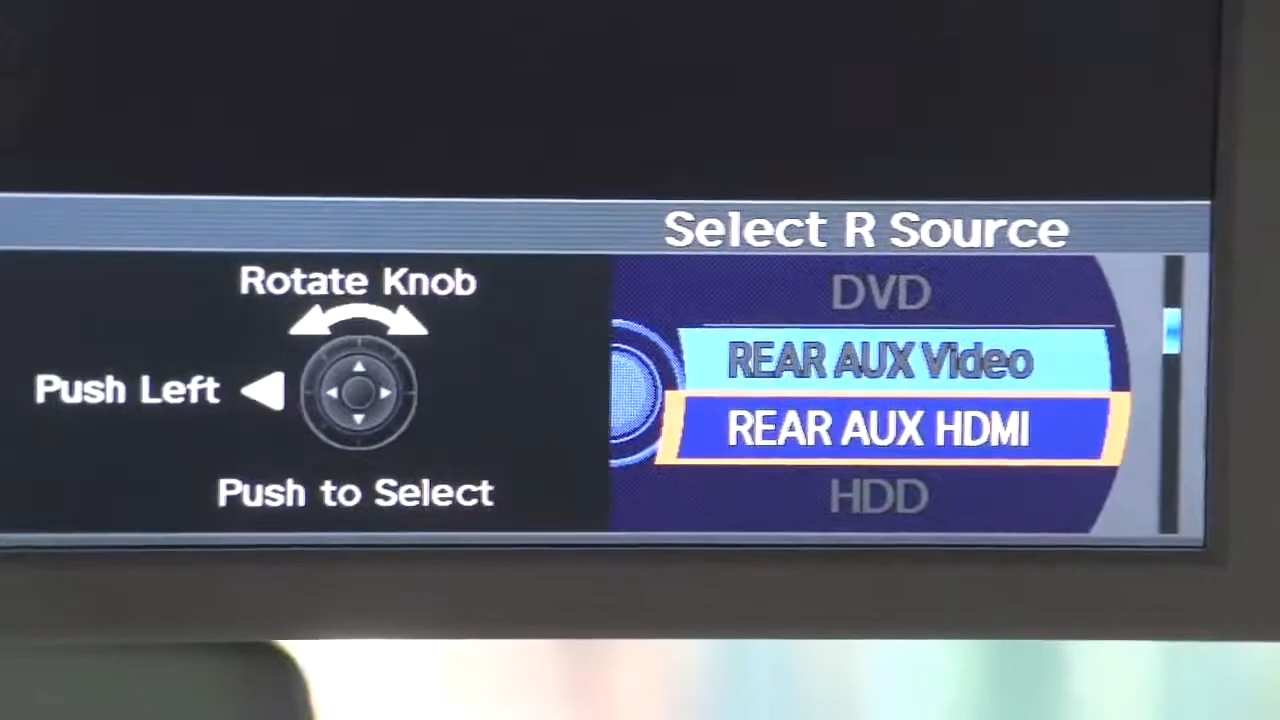 Select R Source
Rotate Knob
Push Left
Push to Select
DVD
REAR AUX Video
REAR AUX HDMI
HDD